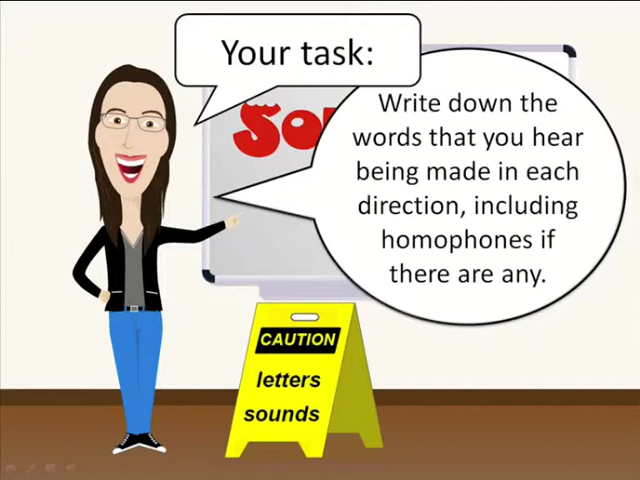 Your task:
Write down the
words that you hear
being made in each
direction, including
homophones if
there are any.
CAUTION
letters
sounds